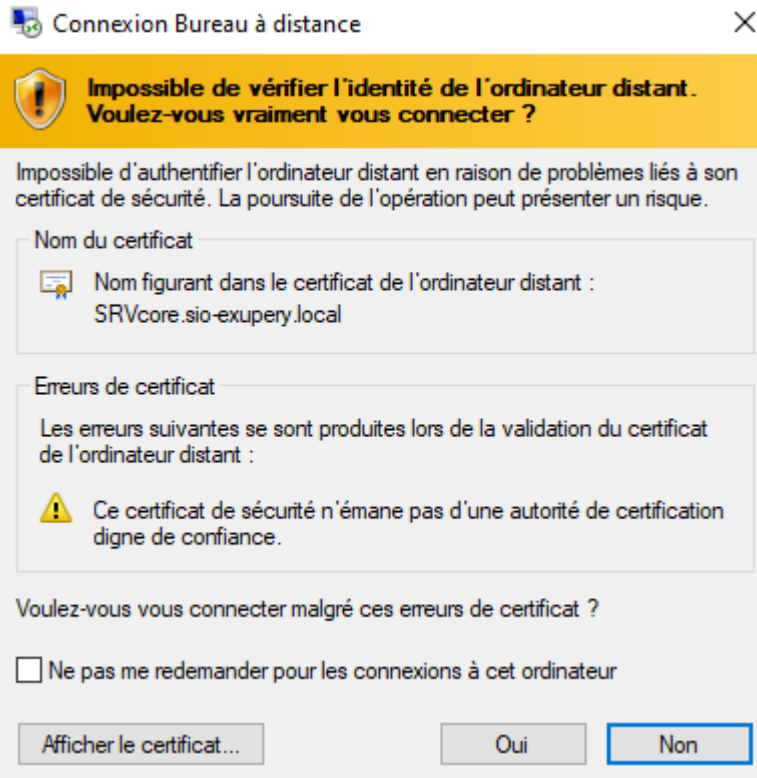 Connexion Bureau à distance
Impossible de vérifier l'identité de l'ordinateur distant.
Voulez-vous vraiment vous connecter ?
Impossible d'authentifier l'ordinateur distant en raison de problèmes liés à son
certificat de sécurité. La poursuite de l'opération peut présenter un risque.
Nom du certificat
Nom figurant dans le certificat de l'ordinateur distant :
SRVcore.sio-exupery.local
Erreurs de certificat
Les erreurs suivantes se sont produites lors de la validation du certificat
de l'ordinateur distant :
Ce certificat de sécurité n'émane pas d'une autorité de certification
digne de confiance.
Voulez-vous vous connecter malgré ces erreurs de certificat ?
Ne pas me redemander pour les connexions à cet ordinateur
Afficher le certificat... Oui Non